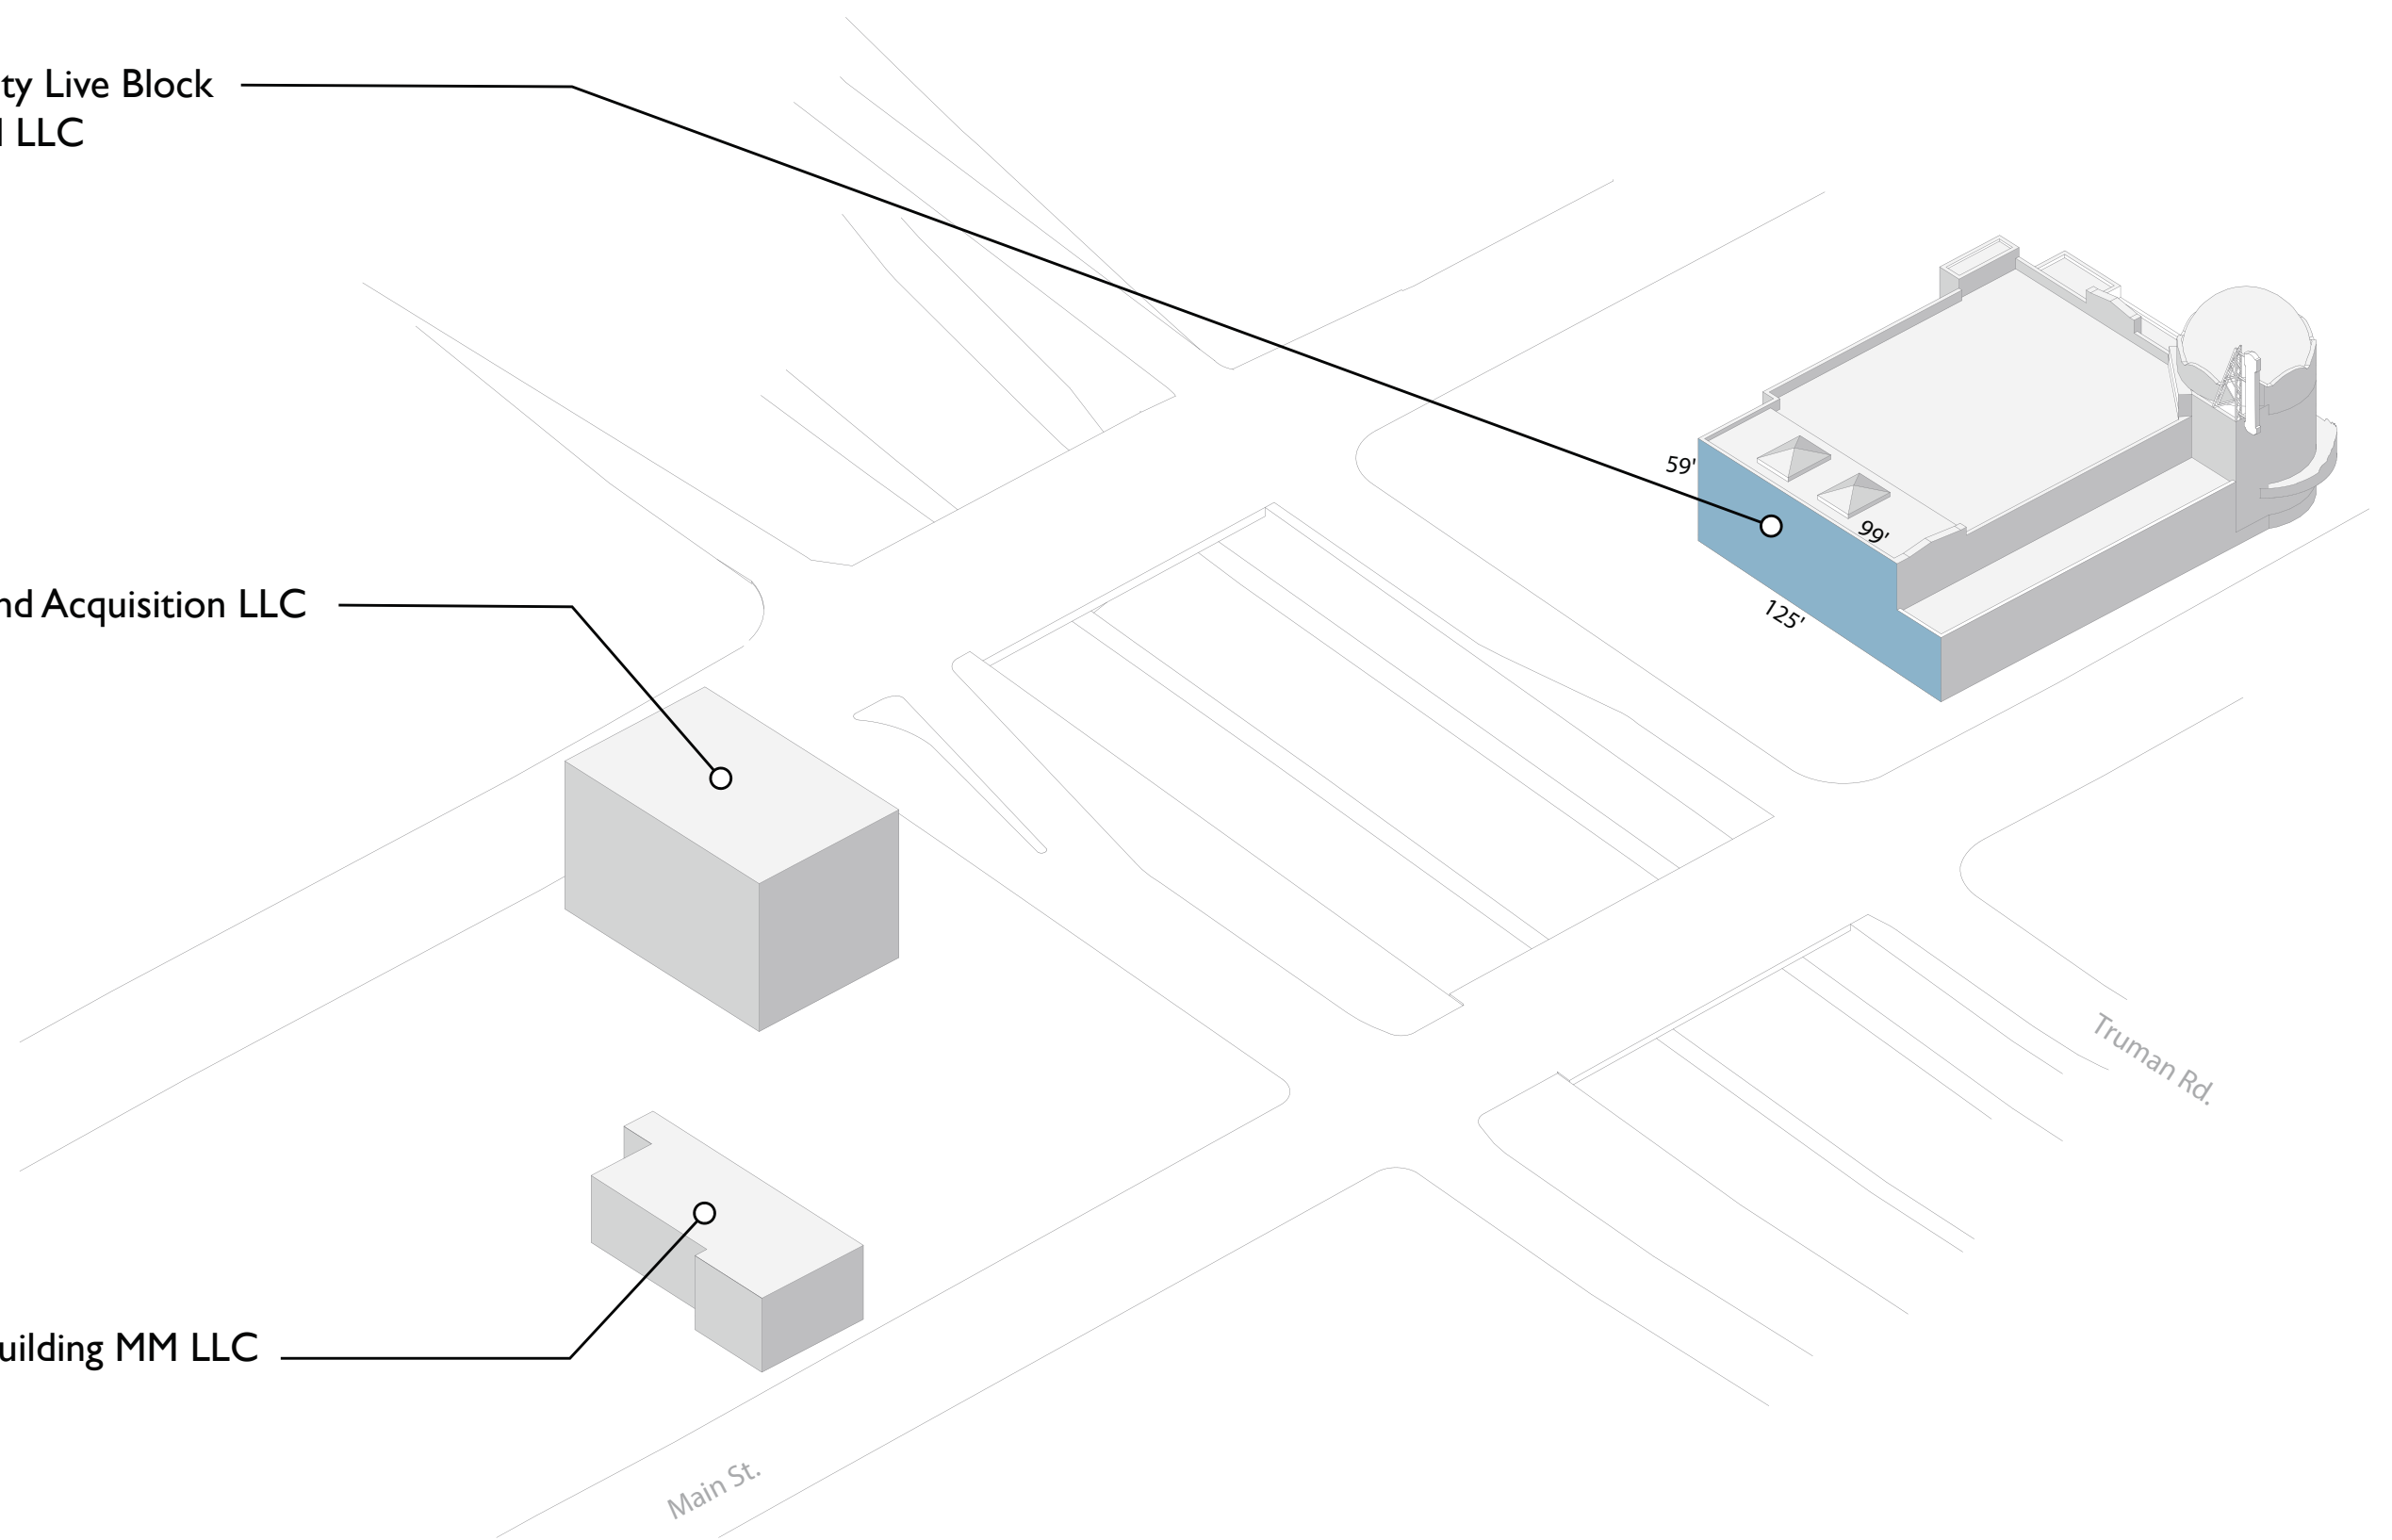 ty Live Block
LLC
59'
99'
125'
nd Acquisition LLC
Truman Rd.
uilding MM LLC
Main St.